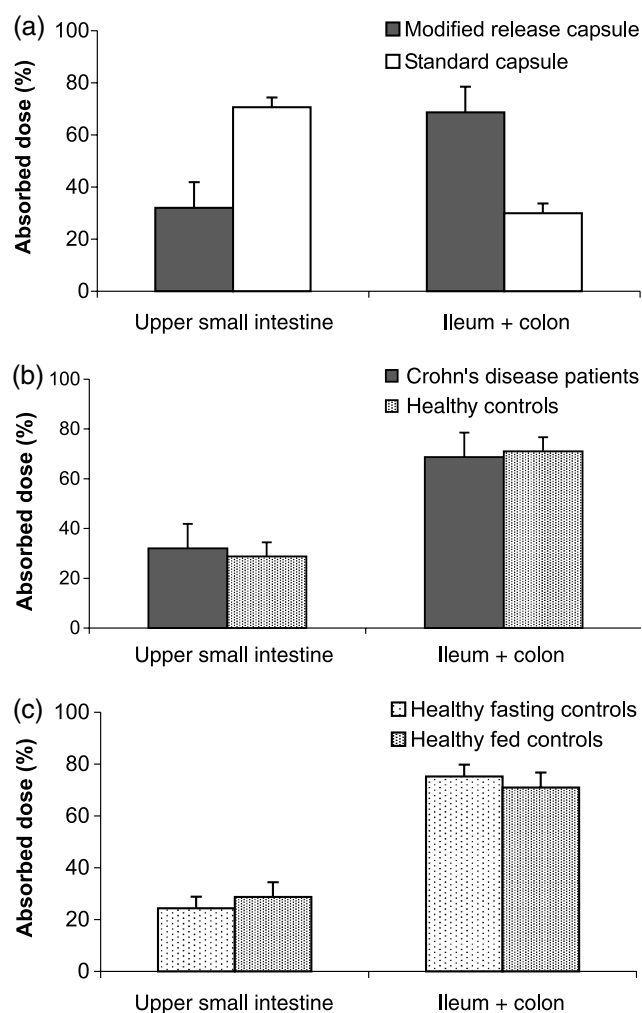 (a)
Absorbed dose (%)
100
80
60
40
20
0
Modified release capsule
Standard capsule
Upper small intestine
Ileum + colon
(b)
Absorbed dose (%)
100
80
60
40
20
0
Crohn's disease patients
Healthy controls
Upper small intestine
Ileum + colon
(c)
Absorbed dose (%)
100
80
60
40
20
0
Healthy fasting controls
Healthy fed controls
Upper small intestine
Ileum + colon